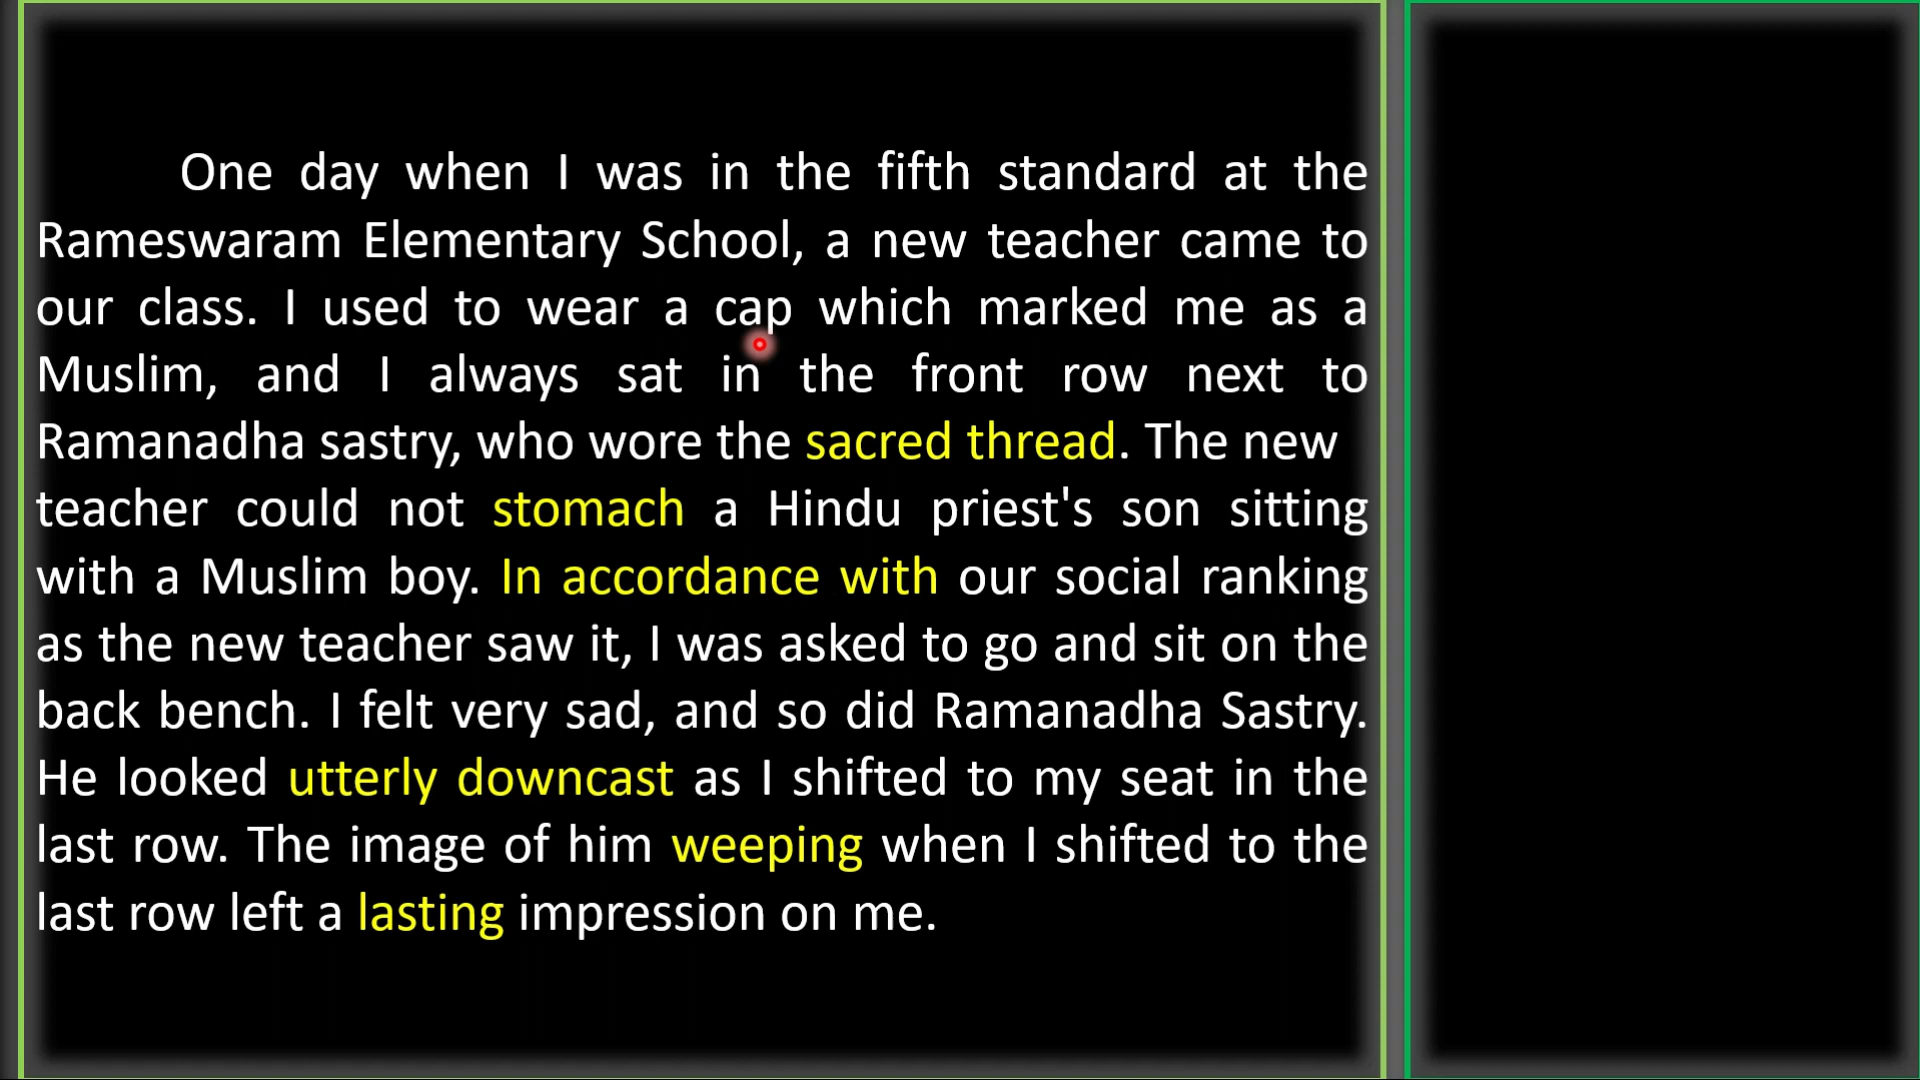 One day when I was in the fifth standard at the
Rameswaram Elementary School, a new teacher came to
our class. I used to wear a cap which marked me as a
Muslim, and I always sat in the front row next to
Ramanadha sastry, who wore the sacred thread. The new
teacher could not stomach a Hindu priest's son sitting
with a Muslim boy. In accordance with our social ranking
as the new teacher saw it, I was asked to go and sit on the
back bench. I felt very sad, and so did Ramanadha Sastry.
He looked utterly downcast as I shifted to my seat in the
last row. The image of him weeping when I shifted to the
last row left a lasting impression on me.